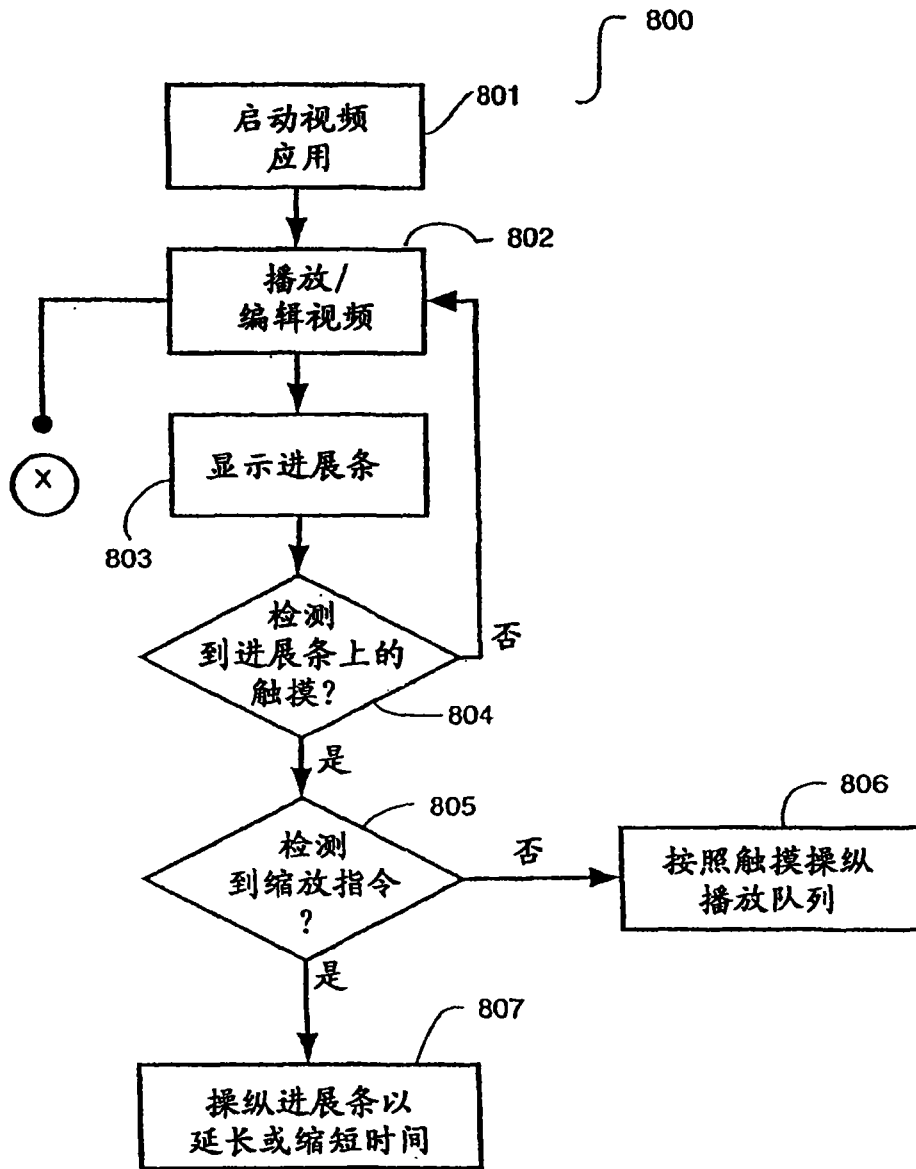 800
801
启动视频
应用
802
播放/
编辑视频
显示进展条
X
803
检测
到进展条上的
触摸?
否
804
是
805
检测
到缩放指令
?
否
806
按照触摸操纵
播放队列
是
807
操纵进展条以
延长或缩短时间